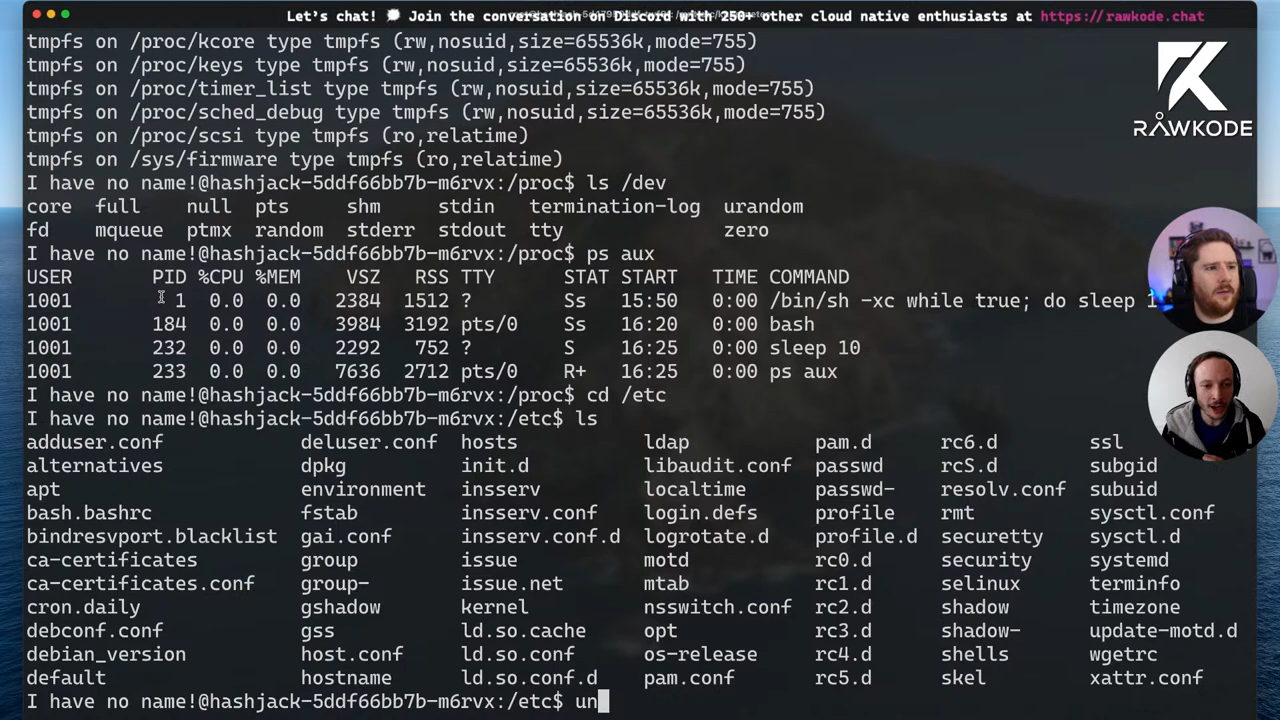 Let's chat! Join the conversation on Discord with 250+ other cloud native enthusiasts at https://rawkode.chat
tmpfs on /proc/kcore type tmpfs (rw,nosuid,size=65536k,mode=755)
tmpfs on /proc/keys type tmpfs (rw,nosuid,size=65536k,mode=755)
tmpfs on /proc/timer_list type tmpfs (rw,nosuid,size=65536k,mode=755)
tmpfs on /proc/sched_debug type tmpfs (rw,nosuid,size=65536k,mode=755)
tmpfs on /proc/scsi type tmpfs (ro,relatime)
tmpfs on /sys/firmware type tmpfs (ro,relatime)
RAWKODE
I have no name!@hashjack-5ddf66bb7b-m6rvx:/proc$ ls /dev
core full null pts shm stdin termination-log urandom
fd mqueue ptmx random stderr stdout tty zero
I have no name!@hashjack-5ddf66bb7b-m6rvx:/proc$ ps aux
USER PID %CPU %MEM VSZ RSS TTY STAT START TIME COMMAND
1001 1 0.0 0.0 2384 1512 ? Ss 15:50 0:00 /bin/sh -xc while true; do sleep 1
1001 184 0.0 0.0 3984 3192 pts/0 Ss 16:20 0:00 bash
1001 232 0.0 0.0 2292 752 ? S 16:25 0:00 sleep 10
1001 233 0.0 0.0 7636 2712 pts/0 R+ 16:25 0:00 ps aux
I have no name!@hashjack-5ddf66bb7b-m6rvx:/proc$ cd /etc
I have no name!@hashjack-5ddf66bb7b-m6rvx:/etc$ ls
adduser.conf deluser.conf hosts ldap pam.d rc6.d ssl
alternatives dpkg init.d libaudit.conf passwd rcS.d subgid
apt environment insserv localtime passwd- resolv.conf subuid
bash.bashrc fstab insserv.conf login.defs profile rmt sysctl.conf
bindresvport.blacklist gai.conf insserv.conf.d logrotate.d profile.d securetty sysctl.d
ca-certificates group issue motd rc0.d security systemd
ca-certificates.conf group- issue.net mtab rc1.d selinux terminfo
cron.daily gshadow kernel nsswitch.conf rc2.d shadow timezone
debconf.conf gss ld.so.cache opt rc3.d shadow- update-motd.d
debian_version host.conf ld.so.conf os-release rc4.d shells wgetrc
default hostname ld.so.conf.d pam.conf rc5.d skel xattr.conf
I have no name!@hashjack-5ddf66bb7b-m6rvx:/etc$ un